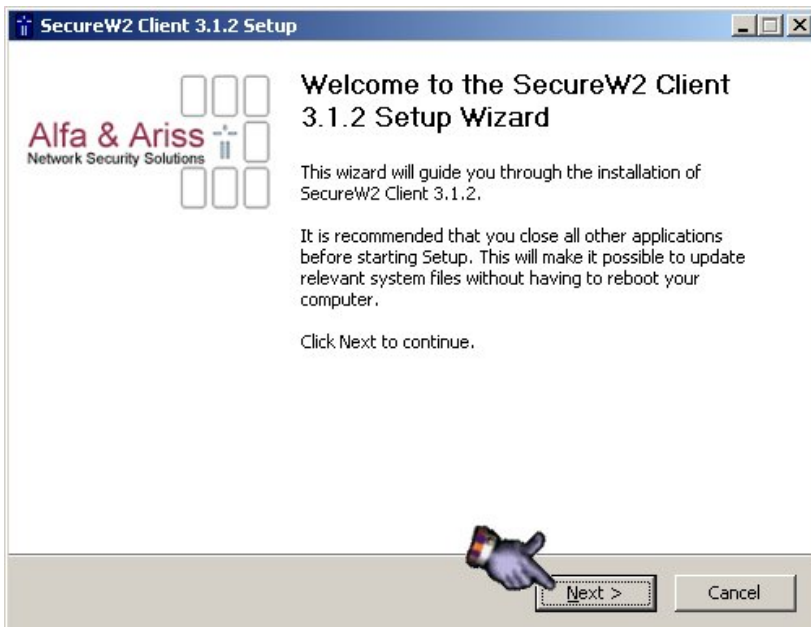 SecureW2 Client 3.1.2 Setup
Alfa & Ariss
Network Security Solutions
Welcome to the SecureW2 Client
3.1.2 Setup Wizard
This wizard will guide you through the installation of
SecureW2 Client 3.1.2.
It is recommended that you close all other applications
before starting Setup. This will make it possible to update
relevant system files without having to reboot your
computer.
Click Next to continue.
Next >
Cancel